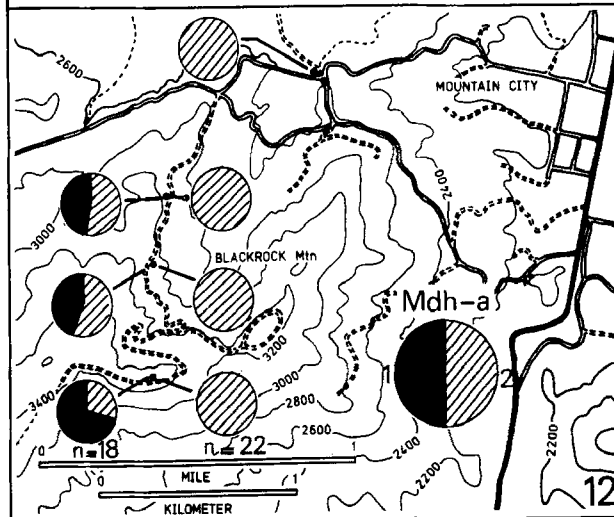 2600
MOUNTAIN CITY
2400
3000
BLACKROCK Mtn
Mdh-a
3200
1
2
3400
3000
2800
2600
2400
2200
2200
n=18
n=22
0
1
MILE
0
1
KILOMETER
12